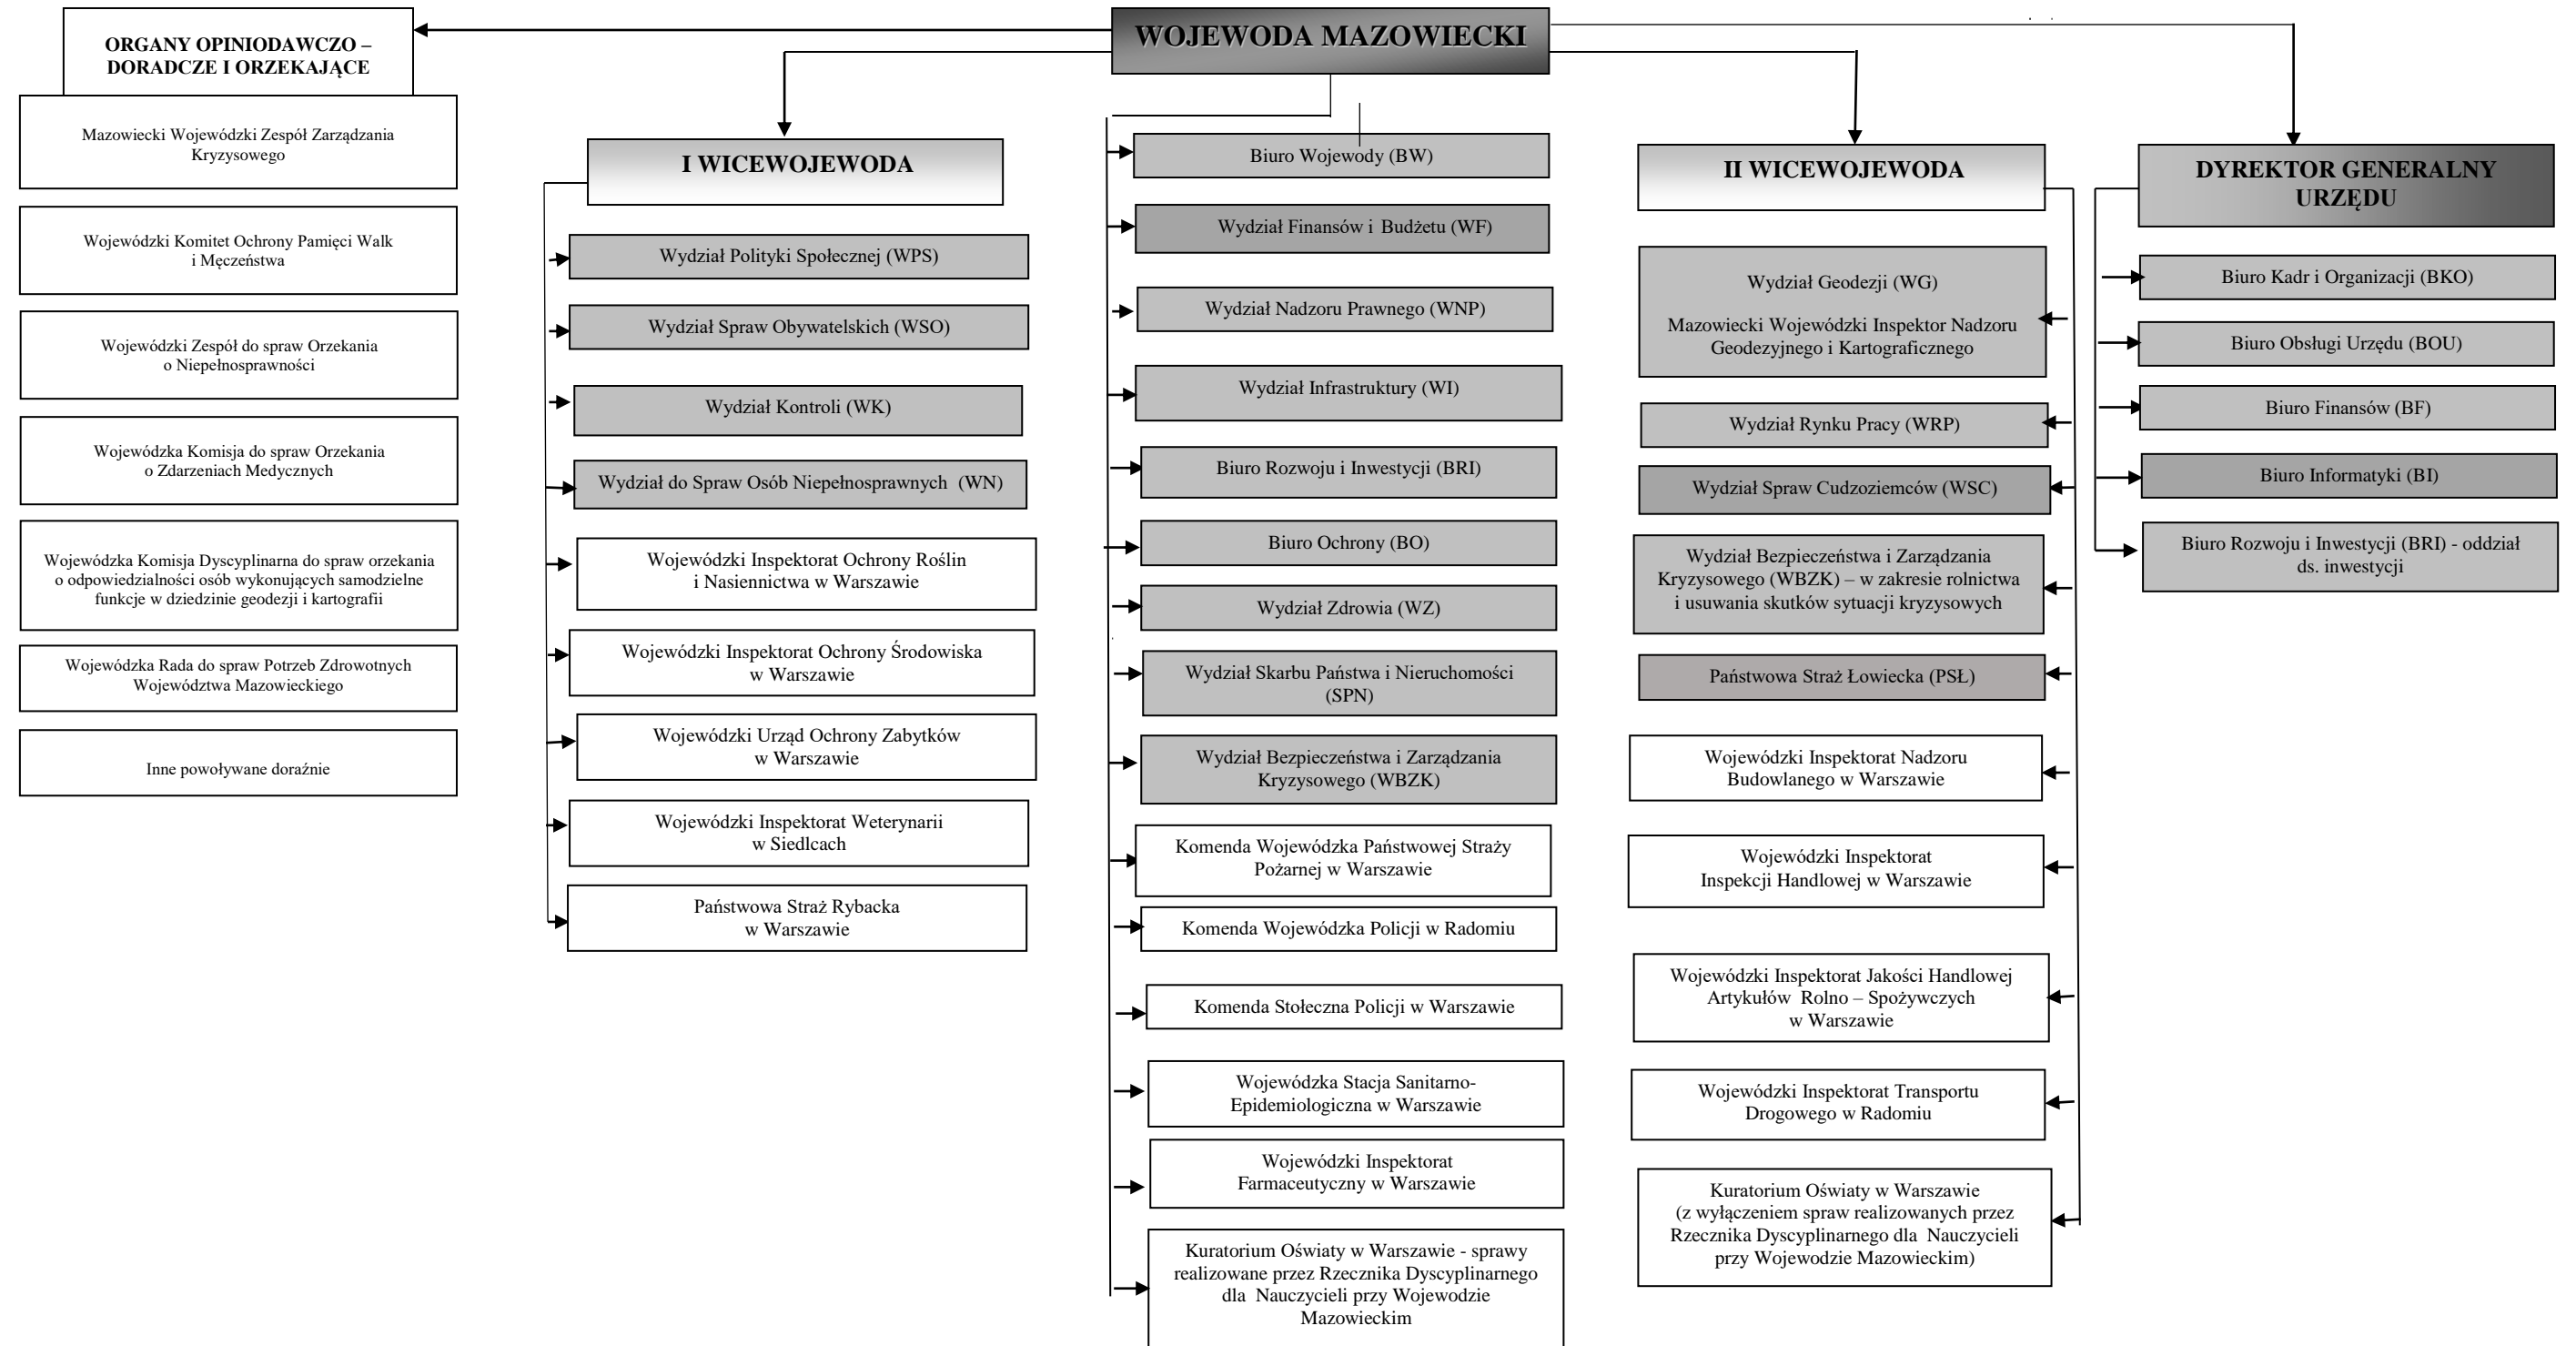 WOJEWODA MAZOWIECKI
ORGANY OPINIODAWCZO –
DORADCZE I ORZEKAJĄCE
Mazowiecki Wojewódzki Zespół Zarządzania
Kryzysowego
Wojewódzki Komitet Ochrony Pamięci Walk
i Męczeństwa
Wojewódzki Zespół do spraw Orzekania
o Niepełnosprawności
Wojewódzka Komisja do spraw Orzekania
o Zdarzeniach Medycznych
Wojewódzka Komisja Dyscyplinarna do spraw orzekania
o odpowiedzialności osób wykonujących samodzielne
funkcje w dziedzinie geodezji i kartografii
Wojewódzka Rada do spraw Potrzeb Zdrowotnych
Województwa Mazowieckiego
Inne powoływane doraźnie
I WICEWOJEWODA
Wydział Polityki Społecznej (WPS)
Wydział Spraw Obywatelskich (WSO)
Wydział Kontroli (WK)
Wydział do Spraw Osób Niepełnosprawnych (WN)
Wojewódzki Inspektorat Ochrony Roślin
i Nasiennictwa w Warszawie
Wojewódzki Inspektorat Ochrony Środowiska
w Warszawie
Wojewódzki Urząd Ochrony Zabytków
w Warszawie
Wojewódzki Inspektorat Weterynarii
w Siedlcach
Państwowa Straż Rybacka
w Warszawie
Biuro Wojewody (BW)
Wydział Finansów i Budżetu (WF)
Wydział Nadzoru Prawnego (WNP)
Wydział Infrastruktury (WI)
Biuro Rozwoju i Inwestycji (BRI)
Biuro Ochrony (BO)
Wydział Zdrowia (WZ)
Wydział Skarbu Państwa i Nieruchomości
(SPN)
Wydział Bezpieczeństwa i Zarządzania
Kryzysowego (WBZK)
Komenda Wojewódzka Państwowej Straży
Pożarnej w Warszawie
Komenda Wojewódzka Policji w Radomiu
Komenda Stołeczna Policji w Warszawie
Wojewódzka Stacja Sanitarno-
Epidemiologiczna w Warszawie
Wojewódzki Inspektorat
Farmaceutyczny w Warszawie
Kuratorium Oświaty w Warszawie - sprawy
realizowane przez Rzecznika Dyscyplinarnego
dla Nauczycieli przy Wojewodzie
Mazowieckim
II WICEWOJEWODA
Wydział Geodezji (WG)
Mazowiecki Wojewódzki Inspektor Nadzoru
Geodezyjnego i Kartograficznego
Wydział Rynku Pracy (WRP)
Wydział Spraw Cudzoziemców (WSC)
Wydział Bezpieczeństwa i Zarządzania
Kryzysowego (WBZK) – w zakresie rolnictwa
i usuwania skutków sytuacji kryzysowych
Państwowa Straż Łowiecka (PSŁ)
Wojewódzki Inspektorat Nadzoru
Budowlanego w Warszawie
Wojewódzki Inspektorat
Inspekcji Handlowej w Warszawie
Wojewódzki Inspektorat Jakości Handlowej
Artykułów Rolno – Spożywczych
w Warszawie
Wojewódzki Inspektorat Transportu
Drogowego w Radomiu
Kuratorium Oświaty w Warszawie
(z wyłączeniem spraw realizowanych przez
Rzecznika Dyscyplinarnego dla Nauczycieli
przy Wojewodzie Mazowieckim)
DYREKTOR GENERALNY
URZĘDU
Biuro Kadr i Organizacji (BKO)
Biuro Obsługi Urzędu (BOU)
Biuro Finansów (BF)
Biuro Informatyki (BI)
Biuro Rozwoju i Inwestycji (BRI) - oddział
ds. inwestycji